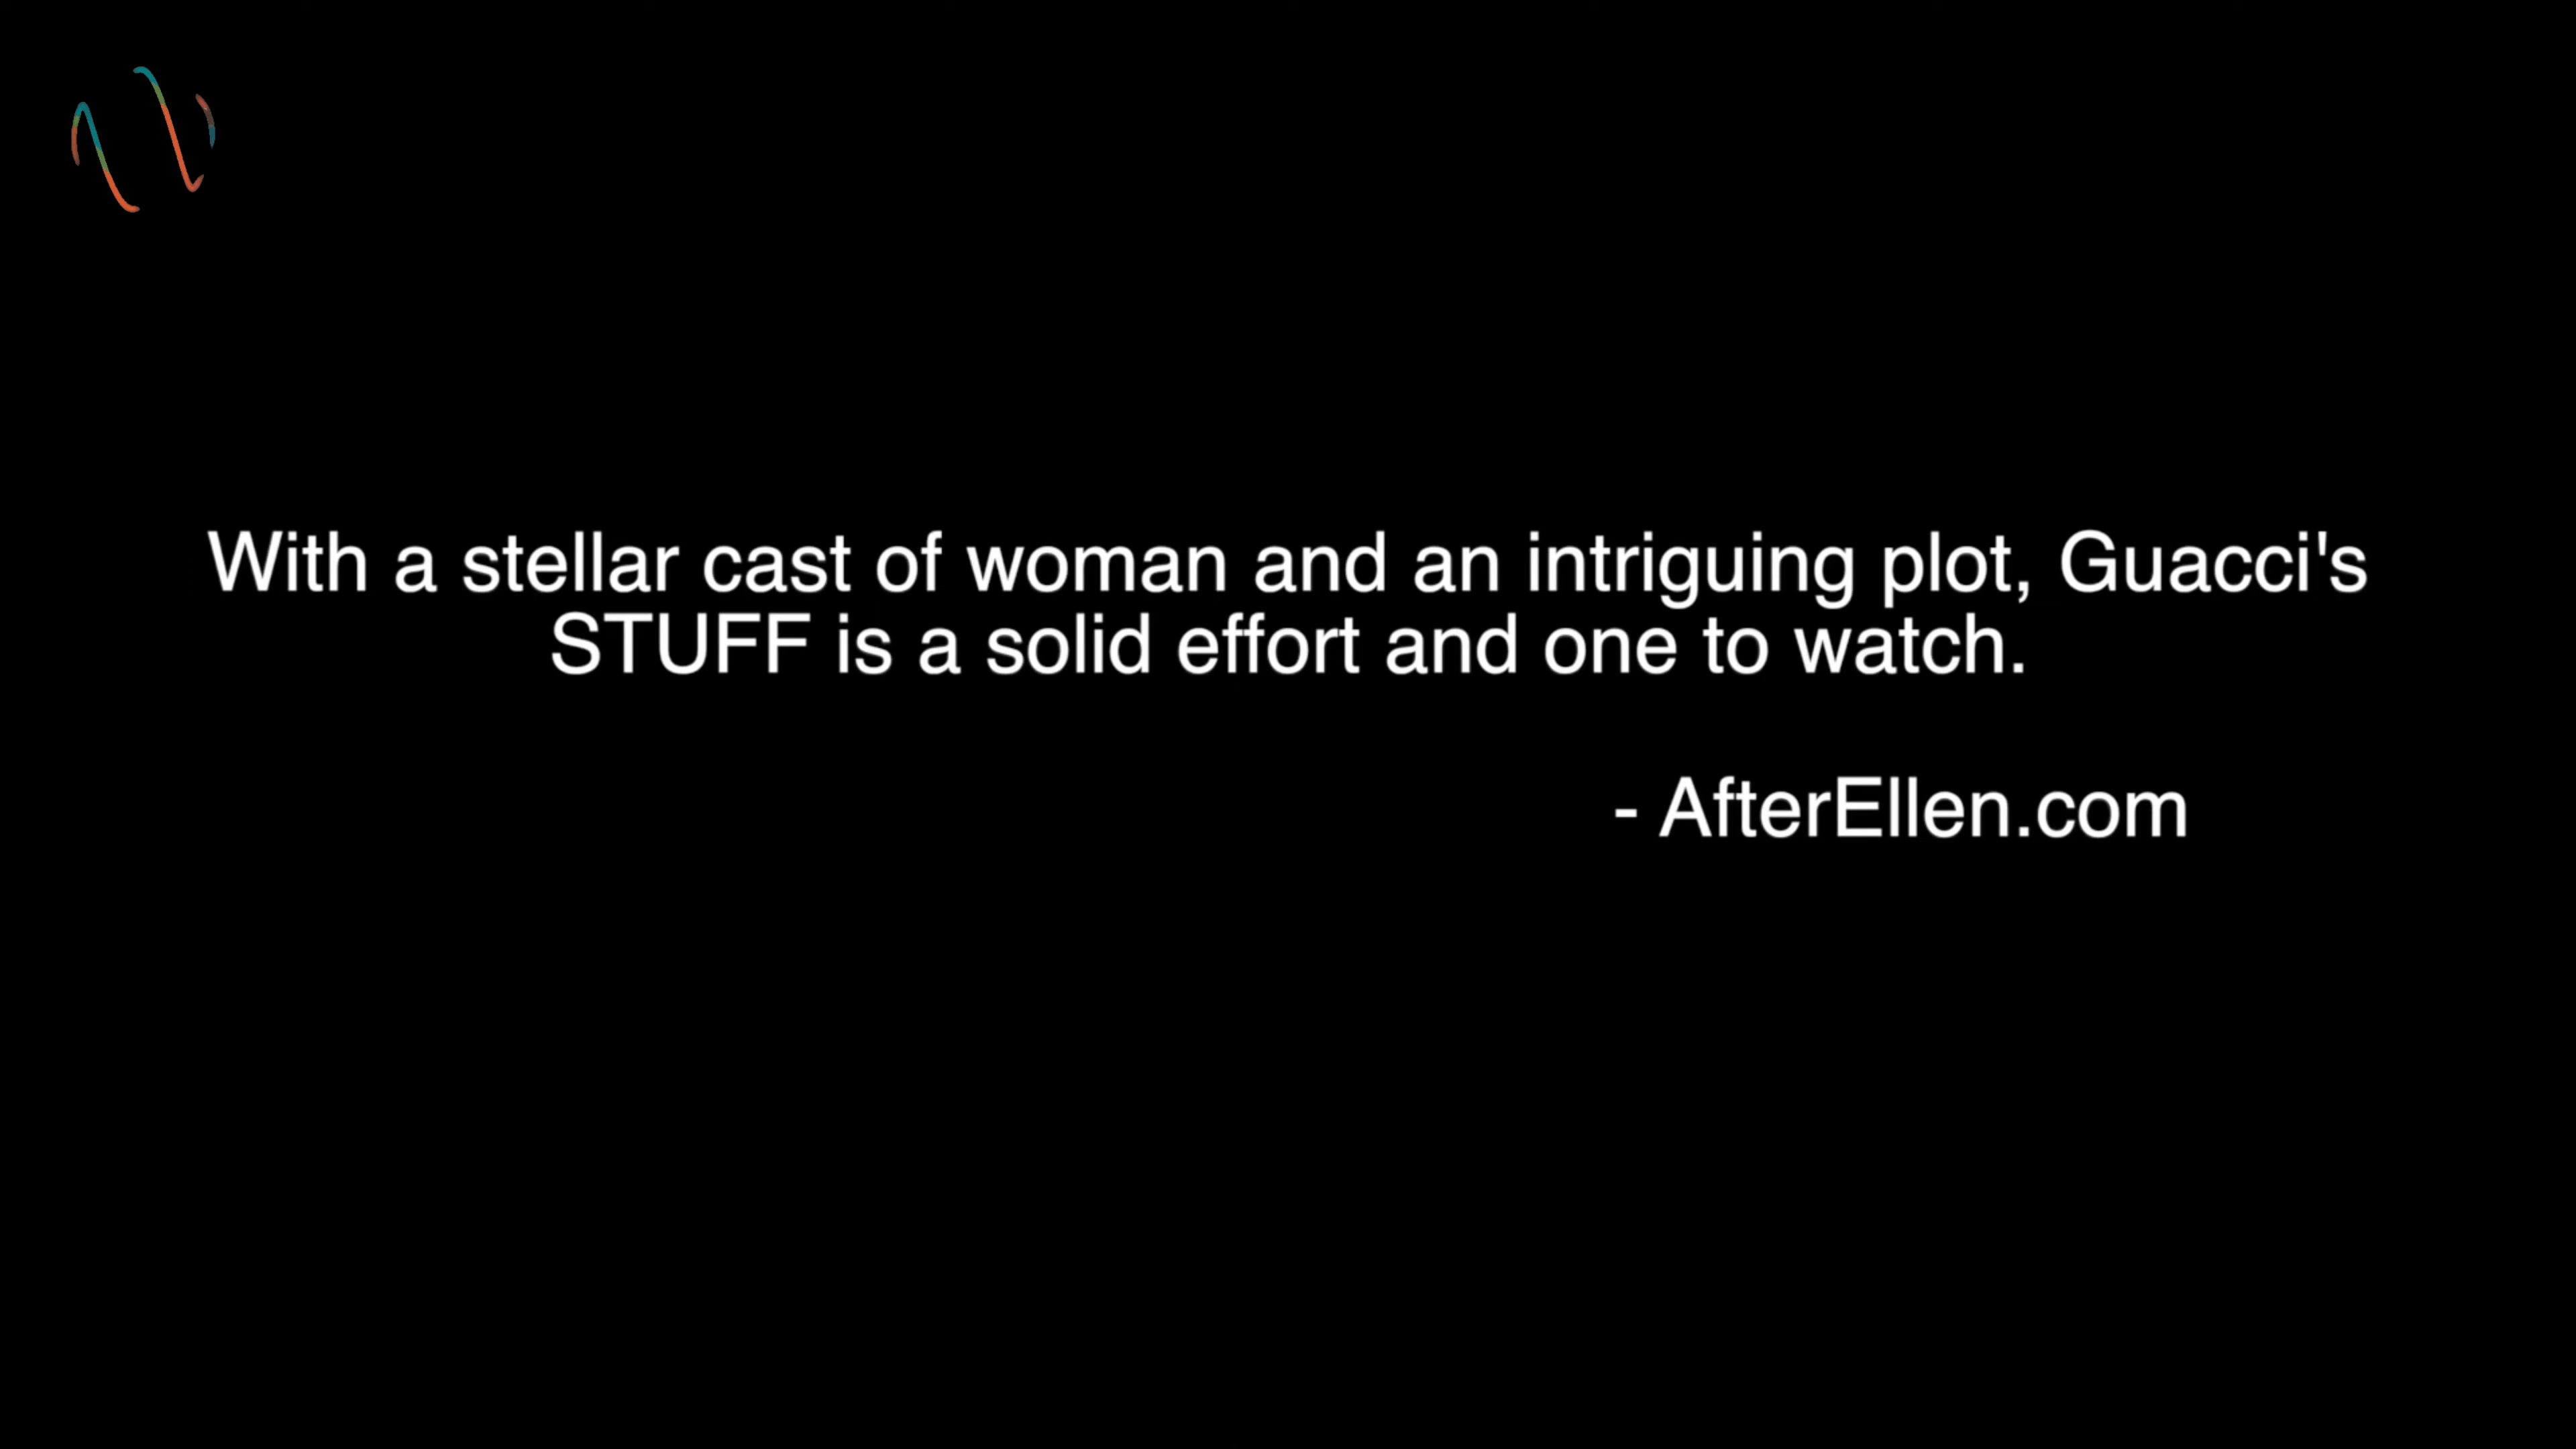 With a stellar cast of woman and an intriguing plot, Guacci's
STUFF is a solid effort and one to watch.
- AfterEllen.com